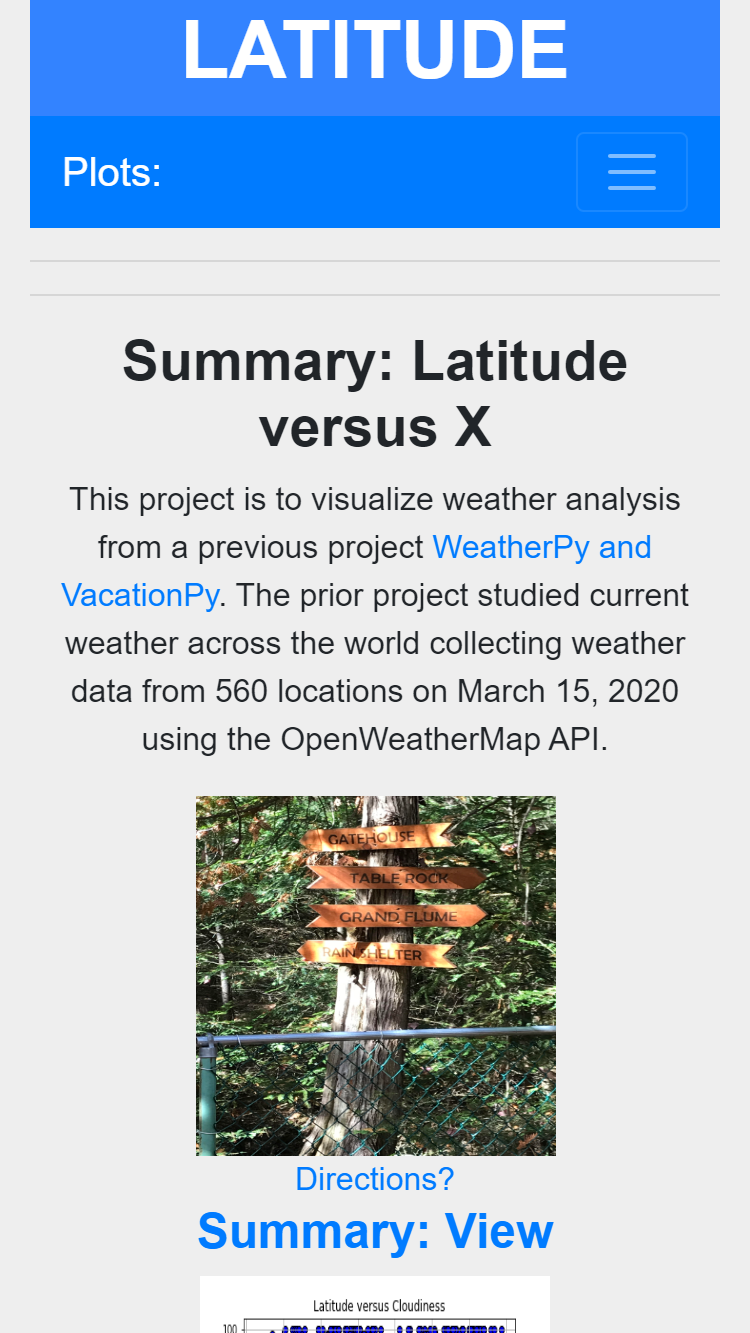 LATITUDE
Plots:
Summary: Latitude
versus X
This project is to visualize weather analysis
from a previous project WeatherPy and
VacationPy. The prior project studied current
weather across the world collecting weather
data from 560 locations on March 15, 2020
using the OpenWeatherMap API.
GATEHOUSE
TABLE ROCK
GRAND FLUME
RAIN SHELTER
Directions?
Summary: View
Latitude versus Cloudiness
100